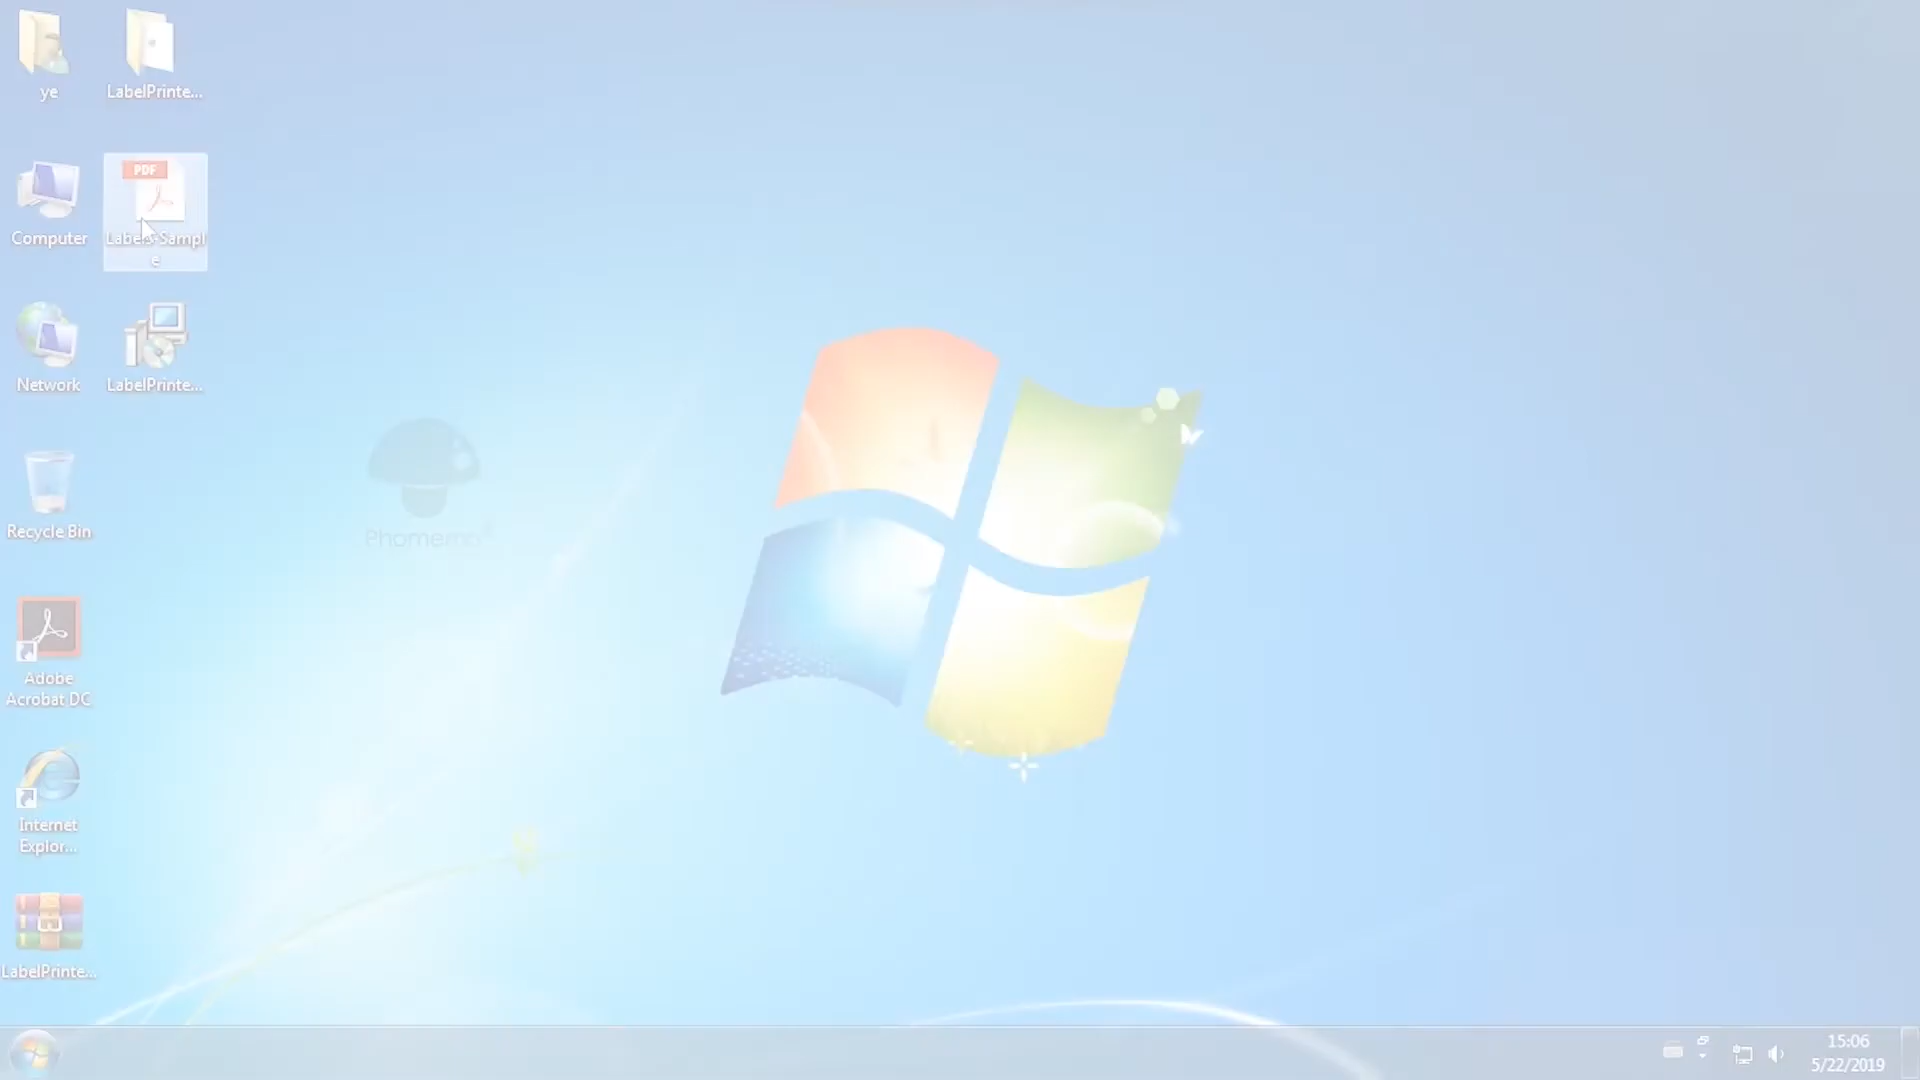 ye
LabelPrinte...
PDF
Computer
Labels-Sampl
e
Network
LabelPrinte...
Phomemo
Recycle Bin
Adobe
Acrobat DC
Internet
Explor...
LabelPrinte...
15:06
5/22/2019